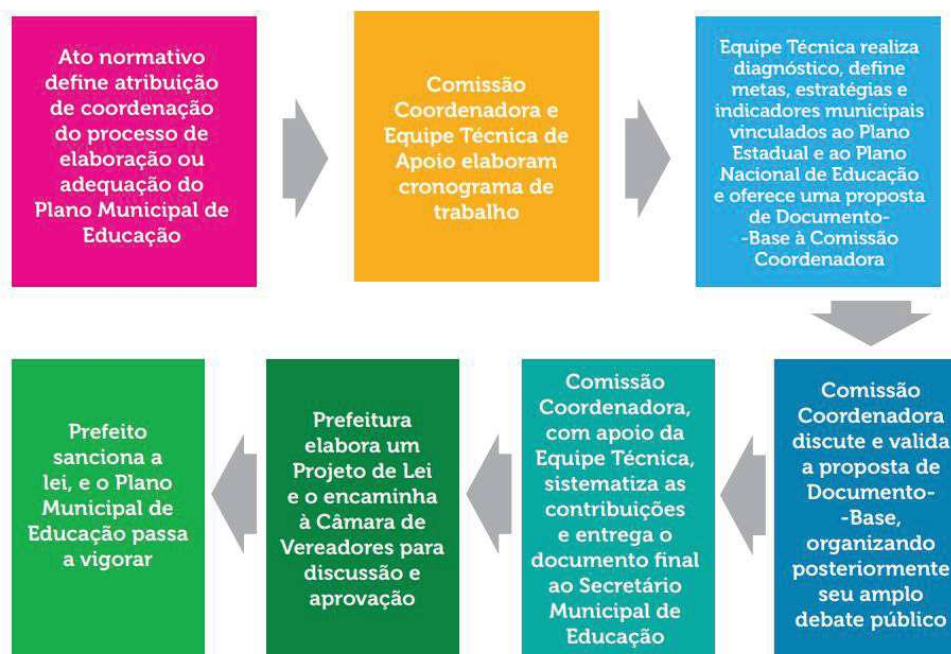 Ato normativo
define atribuição
de coordenação
do processo de
elaboração ou
adequação do
Plano Municipal de
Educação
Comissão
Coordenadora e
Equipe Técnica de
Apoio elaboram
cronograma de
trabalho
Equipe Técnica realiza
diagnóstico, define
metas, estratégias e
indicadores municipais
vinculados ao Plano
Estadual e ao Plano
Nacional de Educação
e oferece uma proposta
de Documento-
-Base à Comissão
Coordenadora
Comissão
Coordenadora
discute e valida
a proposta de
Documento-
-Base,
organizando
posteriormente
seu amplo
debate público
Comissão
Coordenadora,
com apoio da
Equipe Técnica,
sistematiza as
contribuições
e entrega o
documento final
ao Secretário
Municipal de
Educação
Prefeitura
elabora um
Projeto de Lei
e o encaminha
à Câmara de
Vereadores para
discussão e
aprovação
Prefeito
sanciona a
lei, e o Plano
Municipal de
Educação passa
a vigorar